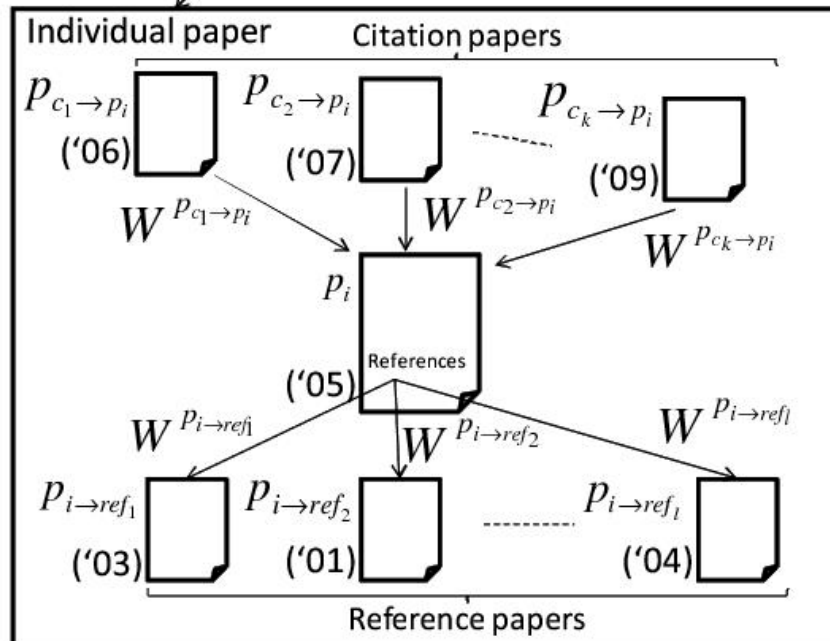 Individual paper
Citation papers
p_{c_1→p_i}
p_{c_2→p_i}
p_{c_k→p_i}
(‘06)
(‘07)
(‘09)
W^{p_{c_1→p_i}}
W^{p_{c_2→p_i}}
W^{p_{c_k→p_i}}
p_i
References
(‘05)
W^{p_{i→ref_1}}
W^{p_{i→ref_2}}
W^{p_{i→ref_l}}
p_{i→ref_1}
p_{i→ref_2}
p_{i→ref_l}
(‘03)
(‘01)
(‘04)
Reference papers